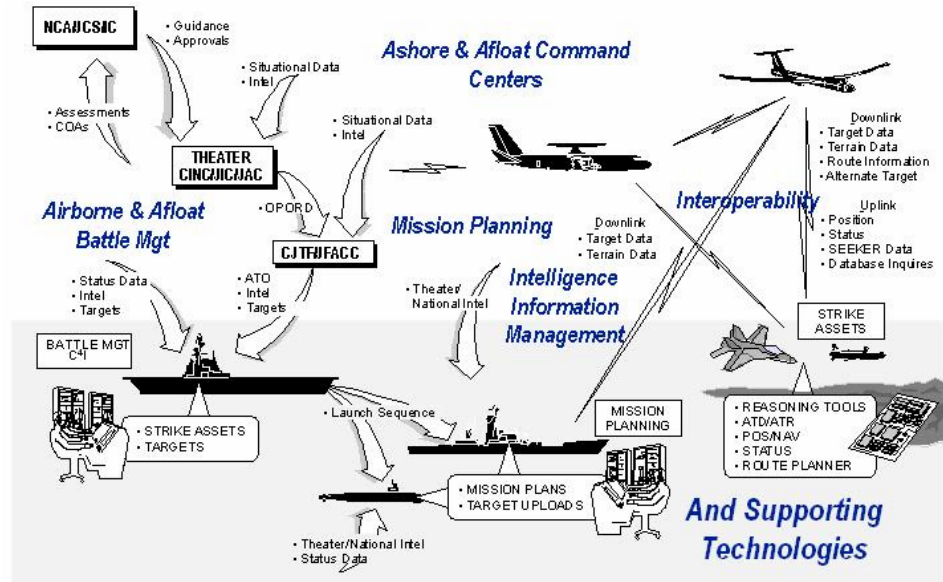 NCA/JCS/IC
• Guidance
• Approvals
• Situational Data
• Intel
Ashore & Afloat Command
Centers
• Assessments
• COAs
• Situational Data
• Intel
THEATER
CINC/JIC/JAC
Downlink
• Target Data
• Terrain Data
• Route Information
• Alternate Target
• OPORD
Airborne & Afloat
Battle Mgt
Mission Planning
Interoperability
Uplink
• Position
• Status
• SEEKER Data
• Database Inquires
Downlink
• Target Data
• Terrain Data
CJTF/JFACC
• Status Data
• Intel
• Targets
• ATO
• Intel
• Targets
• Theater/
National Intel
Intelligence
Information
Management
STRIKE
ASSETS
BATTLE MGT
C⁴I
• Launch Sequence
• STRIKE ASSETS
• TARGETS
MISSION
PLANNING
• REASONING TOOLS
• ATD/ATR
• POS/NAV
• STATUS
• ROUTE PLANNER
• MISSION PLANS
• TARGET UPLOADS
And Supporting
Technologies
• Theater/National Intel
• Status Data